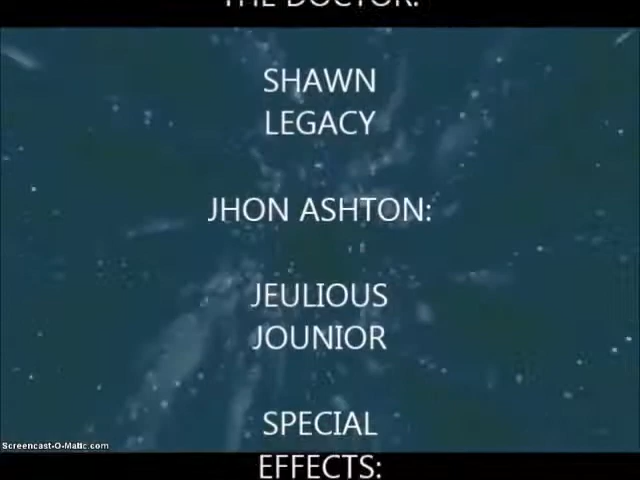 THE DOCTOR:
SHAWN
LEGACY
JHON ASHTON:
JEULIOUS
JOUNIOR
SPECIAL
EFFECTS:
Screencast-O-Matic.com